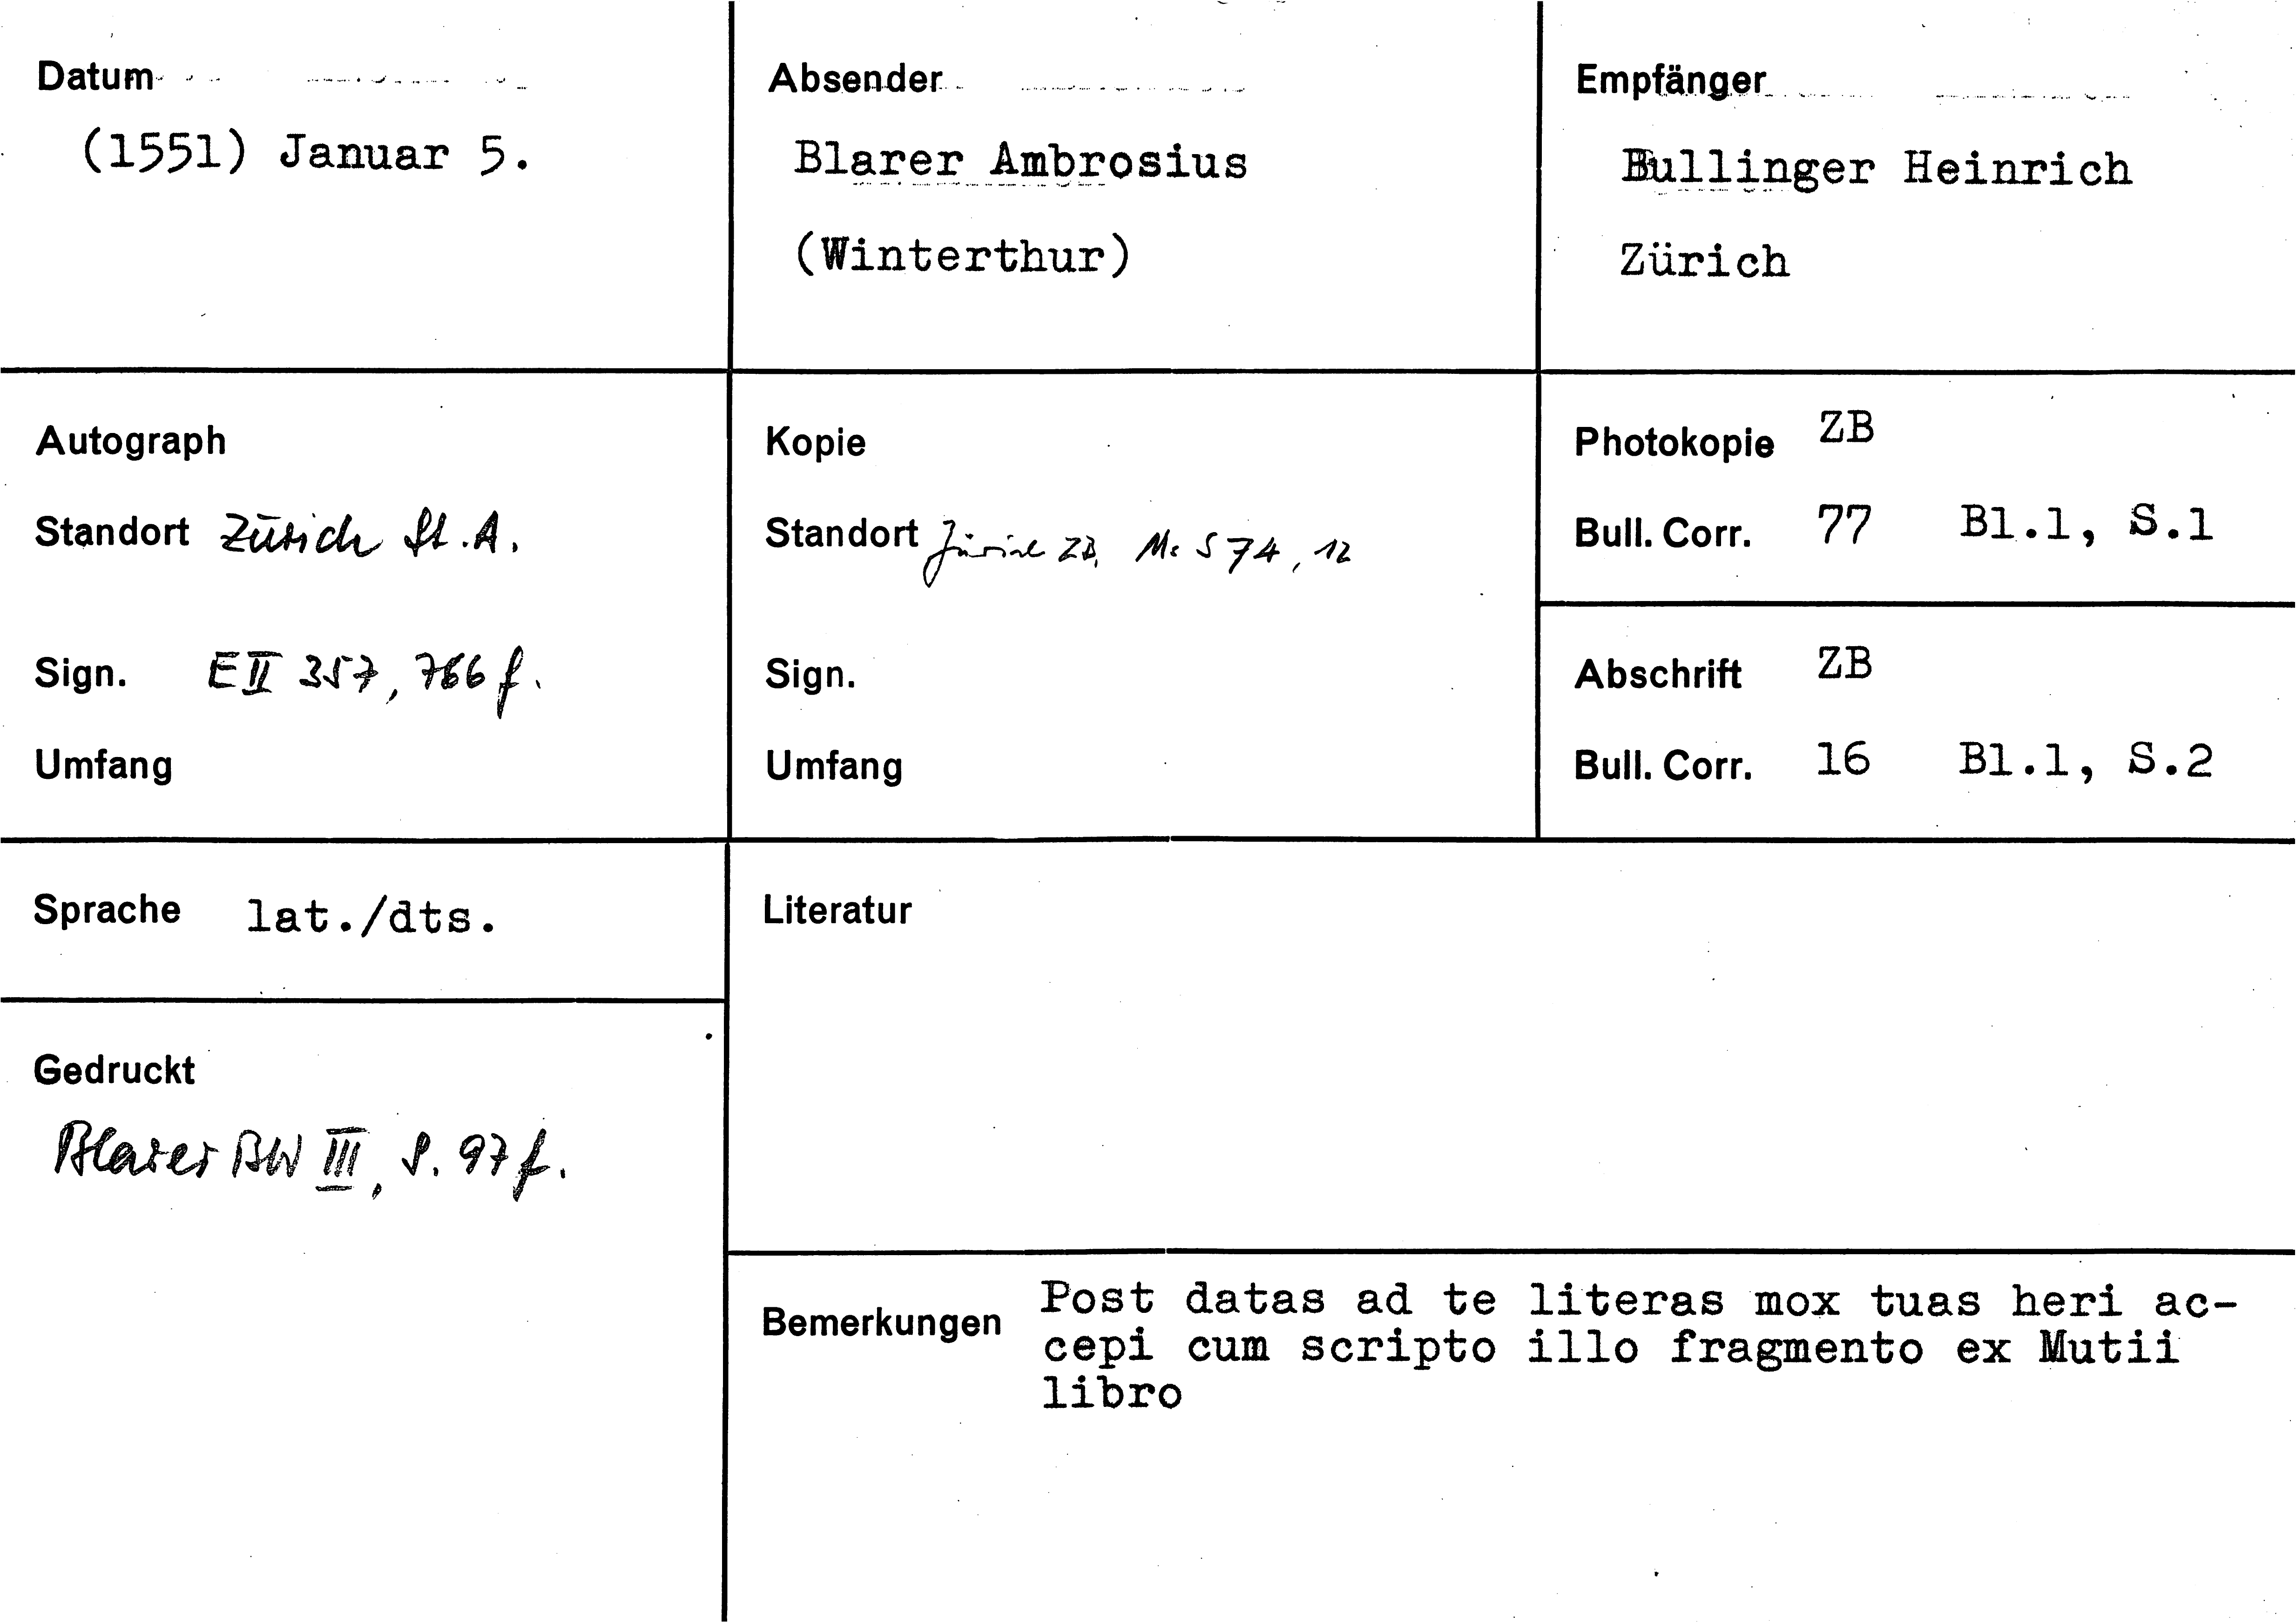 Datum
(1551) Januar 5.
Absender
Blarer Ambrosius
(Winterthur)
Empfänger
Bullinger Heinrich
Zürich
Autograph
Standort Zürich St.A.
Sign. E II 357, 766 f.
Umfang
Kopie
Standort Zürich ZB, Ms S 74, 12
Sign.
Umfang
Photokopie ZB
Bull. Corr. 77 Bl.1, S.1
Abschrift ZB
Bull. Corr. 16 Bl.1, S.2
Sprache lat./dts.
Literatur
Gedruckt
Blarer BW III, S. 97 f.
Bemerkungen Post datas ad te literas mox tuas heri ac-
cepi cum scripto illo fragmento ex Mutii
libro